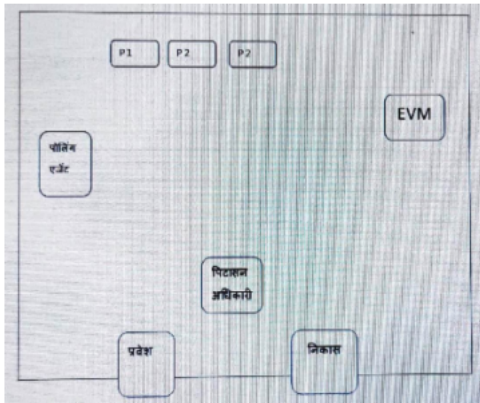 P1 P2 P2
EVM
पोलिंग
एजेंट
पिटासन
अधिकारी
प्रवेश निकास